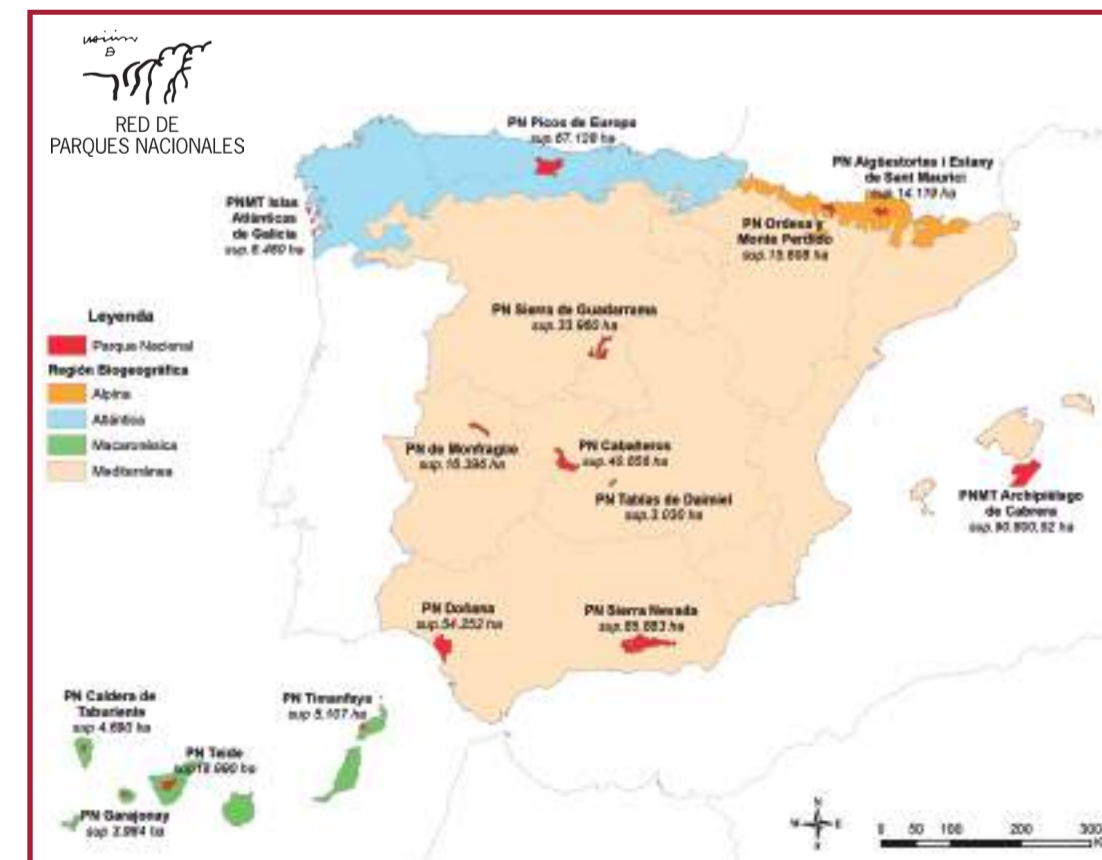 RED DE
PARQUES NACIONALES
PN Picos de Europa
sup.67.128 ha
PN Aigüestortes i Estany
de Sant Maurici
sup. 14.119 ha
PNMT Islas
Atlánticas
de Galicia
sup.8.480 ha
PN Ordesa y
Monte Perdido
sup. 15.608 ha
PN Sierra de Guadarrama
sup.33.960 ha
Leyenda
Parque Nacional
Región Biogeográfica
Alpina
Atlántica
Macaronésica
Mediterránea
PN de Monfragüe
sup.18.396 ha
PN Cabañeros
sup.40.856 ha
PN Tablas de Daimiel
sup.3.030 ha
PNMT Archipiélago
de Cabrera
sup.90.800,52 ha
PN Doñana
sup.54.252 ha
PN Sierra Nevada
sup.85.883 ha
PN Caldera de
Taburiente
sup 4.690 ha
PN Timanfaya
sup 5.107 ha
PN Teide
sup18.990 ha
PN Garajonay
sup 3.984 ha
N
W E
S
0 50 100 200 300